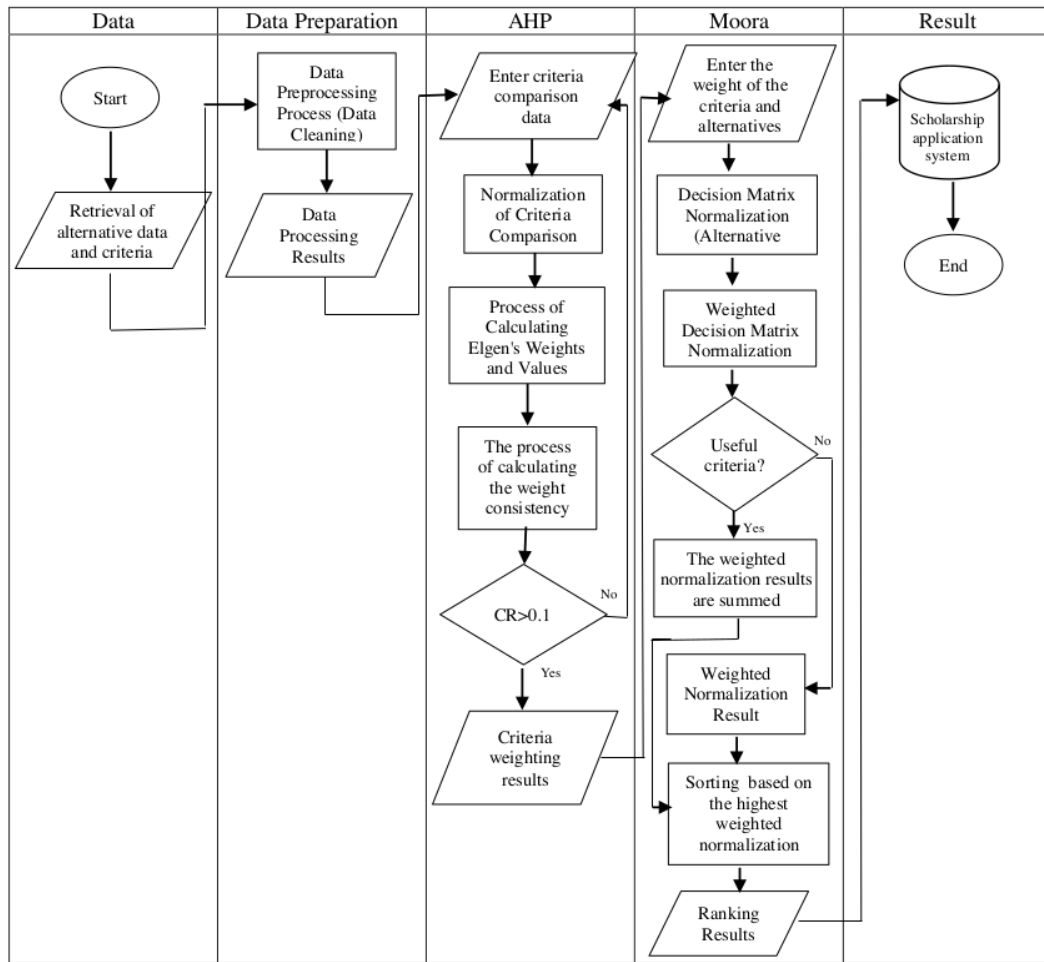 Data
Data Preparation
AHP
Moora
Result
Start
Retrieval of
alternative data
and criteria
Data
Preprocessing
Process (Data
Cleaning)
Data
Processing
Results
Enter criteria
comparison
data
Normalization
of Criteria
Comparison
Process of
Calculating
Elgen's Weights
and Values
The process
of calculating
the weight
consistency
CR>0.1
No
Yes
Criteria
weighting
results
Enter the
weight of the
criteria and
alternatives
Decision Matrix
Normalization
(Alternative
Weighted
Decision Matrix
Normalization
Useful
criteria?
No
Yes
The weighted
normalization results
are summed
Weighted
Normalization
Result
Sorting based on
the highest
weighted
normalization
Ranking
Results
Scholarship
application
system
End